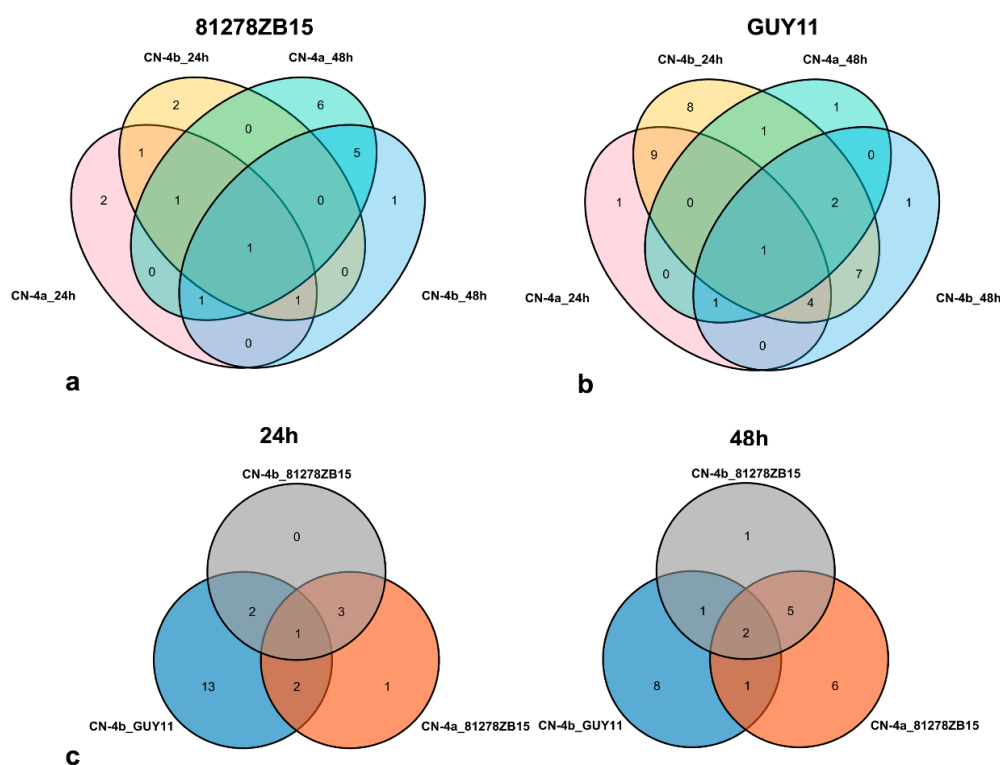 81278ZB15
GUY11
CN-4b_24h
CN-4a_48h
CN-4b_24h
CN-4a_48h
2
6
0
1
5
2
1
0
1
1
0
0
1
1
0
CN-4a_24h
CN-4b_48h
a
8
1
1
9
0
1
0
2
1
1
0
7
1
4
0
CN-4a_24h
CN-4b_48h
b
24h
48h
CN-4b_81278ZB15
0
2
3
1
13
2
1
CN-4b_GUY11
CN-4a_81278ZB15
CN-4b_81278ZB15
1
1
5
2
8
1
6
CN-4b_GUY11
CN-4a_81278ZB15
c